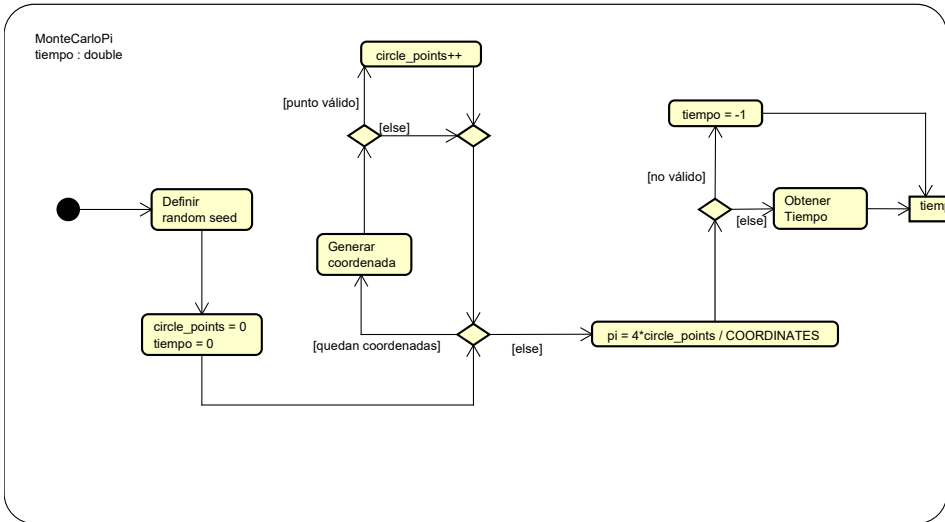 MonteCarloPi
tiempo : double
circle_points++
[punto válido]
[else]
tiempo = -1
[no válido]
Definir
random seed
Obtener
Tiempo
[else]
Generar
coordenada
circle_points = 0
tiempo = 0
[quedan coordenadas]
[else]
pi = 4*circle_points / COORDINATES